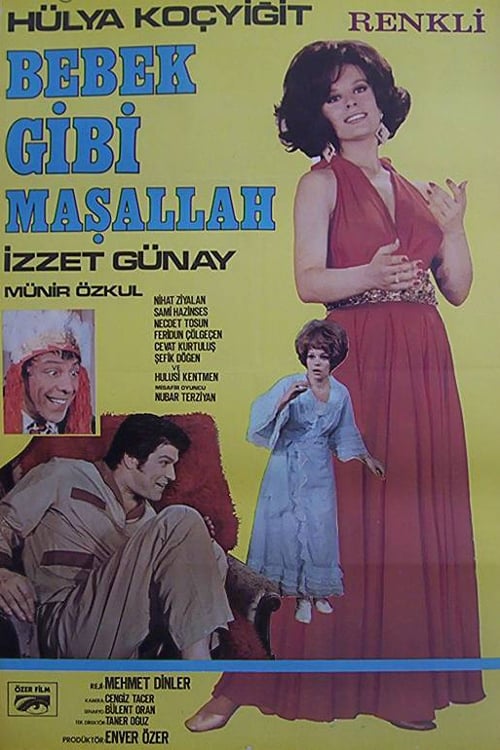 HÜLYA KOÇYİĞİT
RENKLİ
BEBEK
GİBİ
MAŞALLAH
İZZET GÜNAY
MÜNİR ÖZKUL
NİHAT ZİYALAN
SAMİ HAZİNSES
NECDET TOSUN
FERİDUN ÇÖLGEÇEN
CEVAT KURTULUŞ
ŞEFİK DÖĞEN
VE
HULUSİ KENTMEN
MİSAFİR OYUNCU
NUBAR TERZİYAN
ÖZER FİLM
REJİ MEHMET DİNLER
KAMERA CENGİZ TACER
SENARYO BÜLENT ORAN
TEK. DİREKTÖR TANER OĞUZ
PRODÜKTÖR ENVER ÖZER